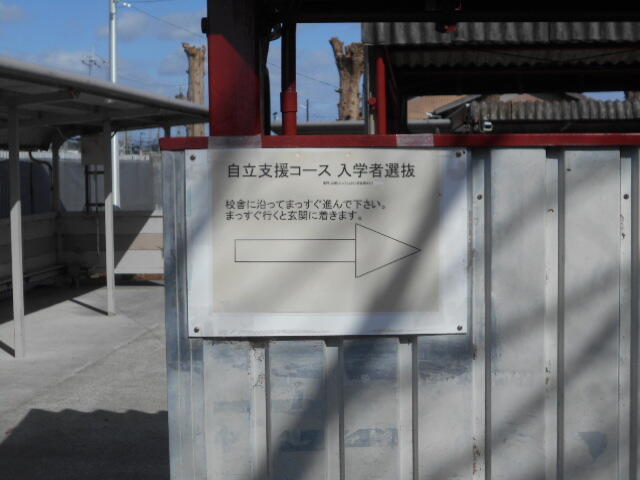 自立支援コース 入学者選抜
校舎に沿ってまっすぐ進んで下さい。
まっすぐ行くと玄関に着きます。